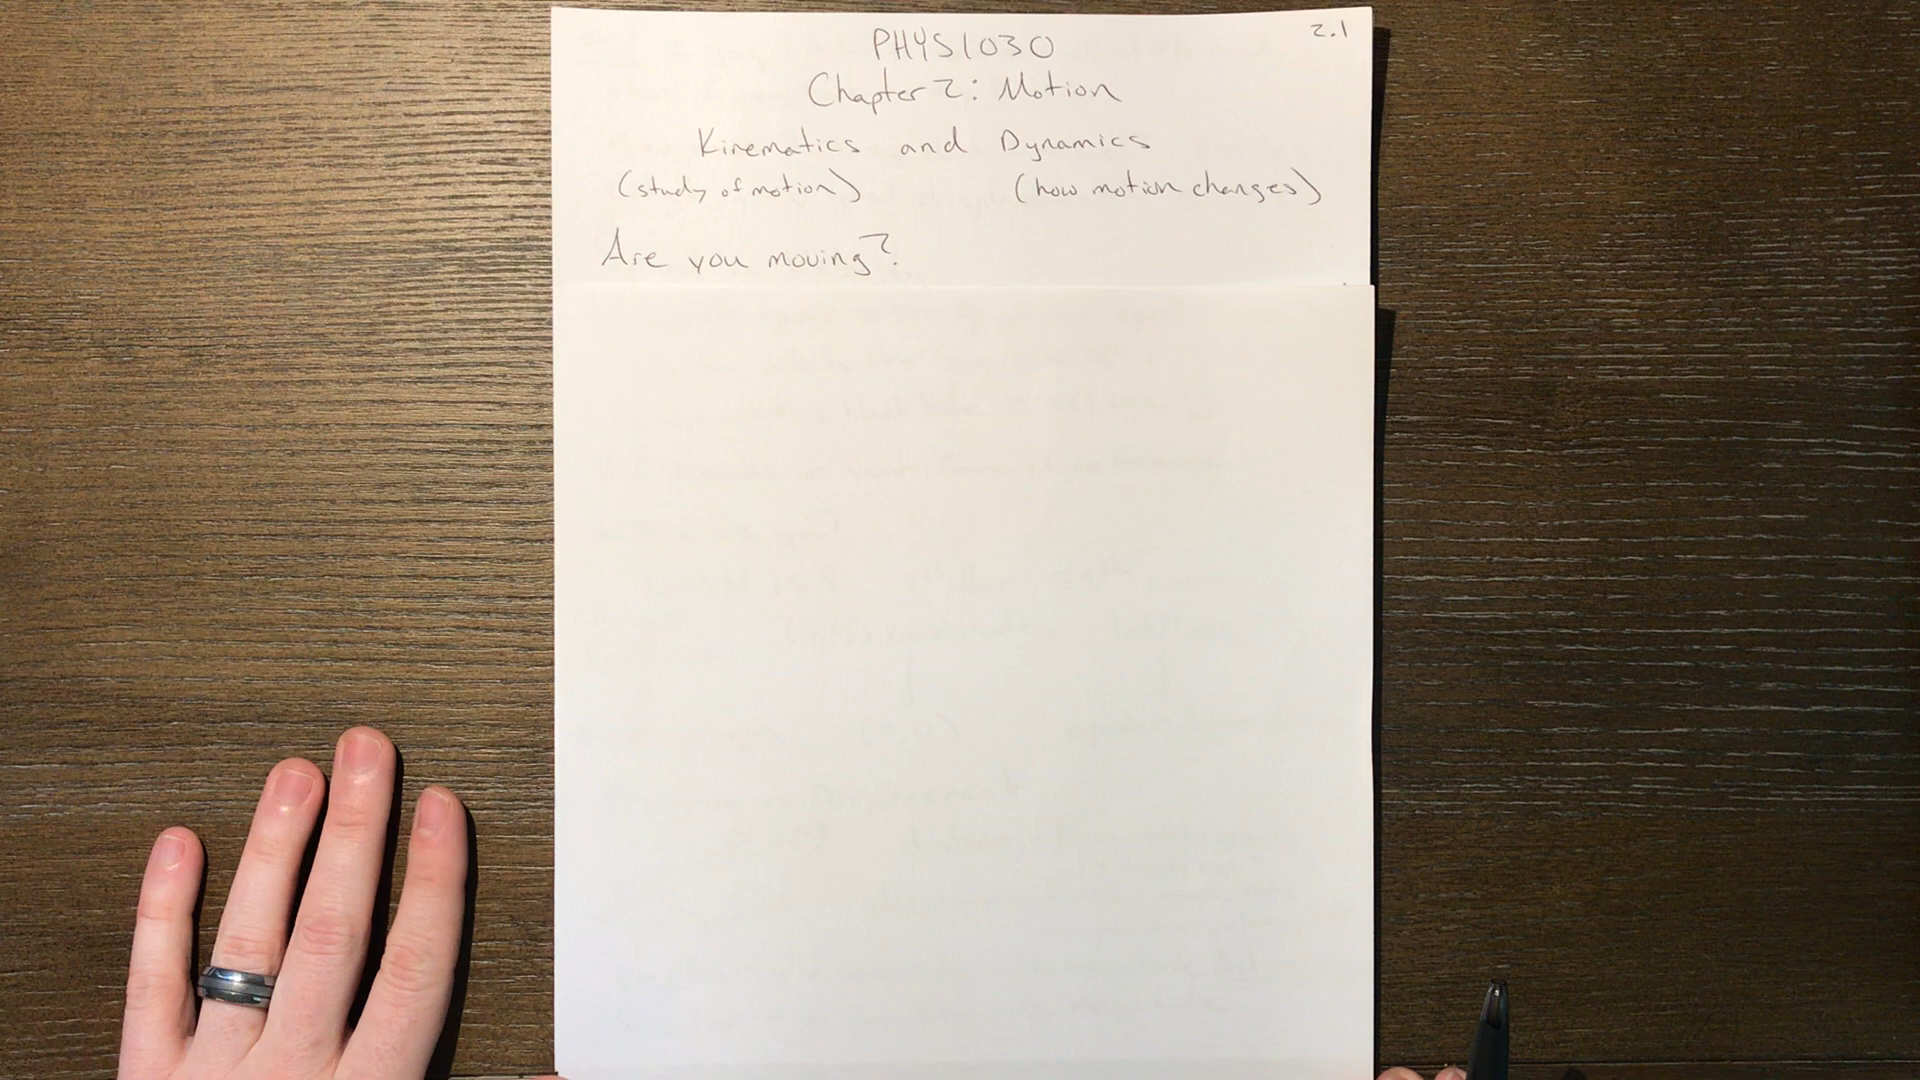 2.1
PHYS1030
Chapter 2: Motion
Kinematics and Dynamics
(study of motion) (how motion changes)
Are you moving?